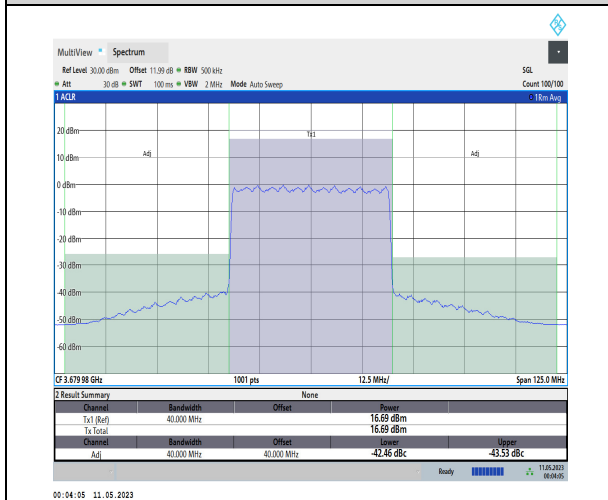 MultiView Spectrum
Ref Level 30.00 dBm Offset 11.99 dB RBW 500 kHz SGL
Att 30 dB SWT 100 ms VBW 2 MHz Mode Auto Sweep Count 100/100
1 ACLR 1Rm Avg
20 dBm
Tx1
10 dBm
Adj Adj
0 dBm
-10 dBm
-20 dBm
-30 dBm
-40 dBm
-50 dBm
-60 dBm
CF 3.679 98 GHz 1001 pts 12.5 MHz/ Span 125.0 MHz
2 Result Summary None
Channel Bandwidth Offset Power
Tx1 (Ref) 40.000 MHz 16.69 dBm
Tx Total 16.69 dBm
Channel Bandwidth Offset Lower Upper
Adj 40.000 MHz 40.000 MHz -42.46 dBc -43.53 dBc
Ready 11.05.2023
00:04:05
00:04:05 11.05.2023